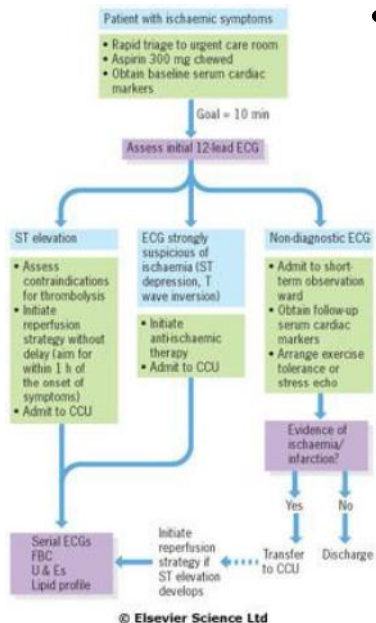 Patient with ischaemic symptoms
• Rapid triage to urgent care room
• Aspirin 300 mg chewed
• Obtain baseline serum cardiac
markers
Goal = 10 min
Assess initial 12-lead ECG
ST elevation
• Assess
contraindications
for thrombolysis
• Initiate
reperfusion
strategy without
delay (aim for
within 1 h of
the onset of
symptoms)
• Admit to CCU
ECG strongly
suspicious of
ischaemia (ST
depression, T
wave inversion)
• Initiate
anti-ischaemic
therapy
• Admit to CCU
Non-diagnostic ECG
• Admit to short-
term observation
ward
• Obtain follow-up
serum cardiac
markers
• Arrange exercise
tolerance or
stress echo
Evidence of
ischaemia/
infarction?
Yes
No
Transfer
to CCU
Discharge
Initiate
reperfusion
strategy if
ST elevation
develops
Serial ECGs
FBC
U & Es
Lipid profile
© Elsevier Science Ltd